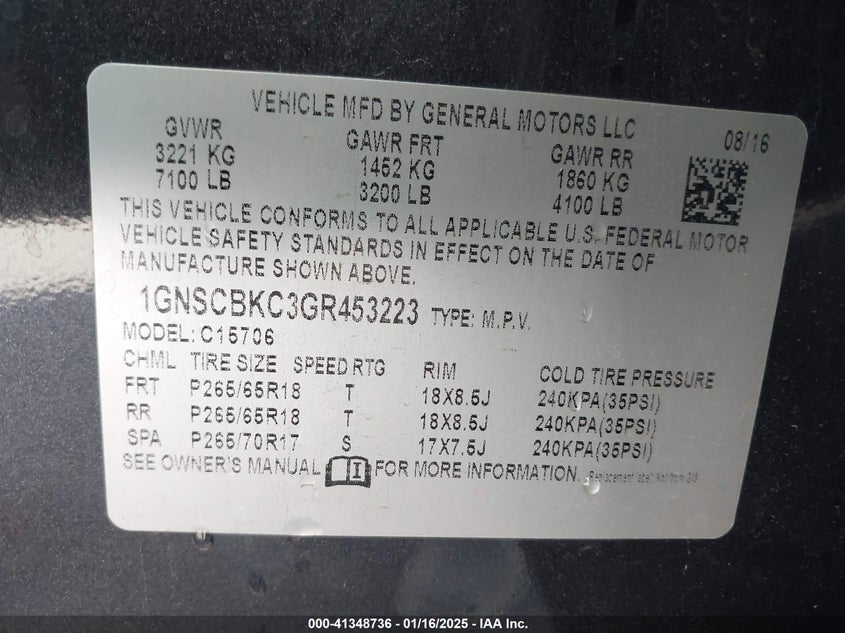 VEHICLE MFD BY GENERAL MOTORS LLC
08/16
GVWR GAWR FRT GAWR RR
3221 KG 1452 KG 1860 KG
7100 LB 3200 LB 4100 LB
THIS VEHICLE CONFORMS TO ALL APPLICABLE U.S. FEDERAL MOTOR
VEHICLE SAFETY STANDARDS IN EFFECT ON THE DATE OF
MANUFACTURE SHOWN ABOVE.
1GNSCBKC3GR453223 TYPE: M.P.V.
MODEL: C15706
CHML TIRE SIZE SPEED RTG RIM COLD TIRE PRESSURE
FRT P265/65R18 T 18X8.5J 240KPA(35PSI)
RR P265/65R18 T 18X8.5J 240KPA(35PSI)
SPA P265/70R17 S 17X7.5J 240KPA(35PSI)
SEE OWNER'S MANUAL FOR MORE INFORMATION. Replacement label: Not from
000-41348736 — 01/16/2025 — IAA Inc.